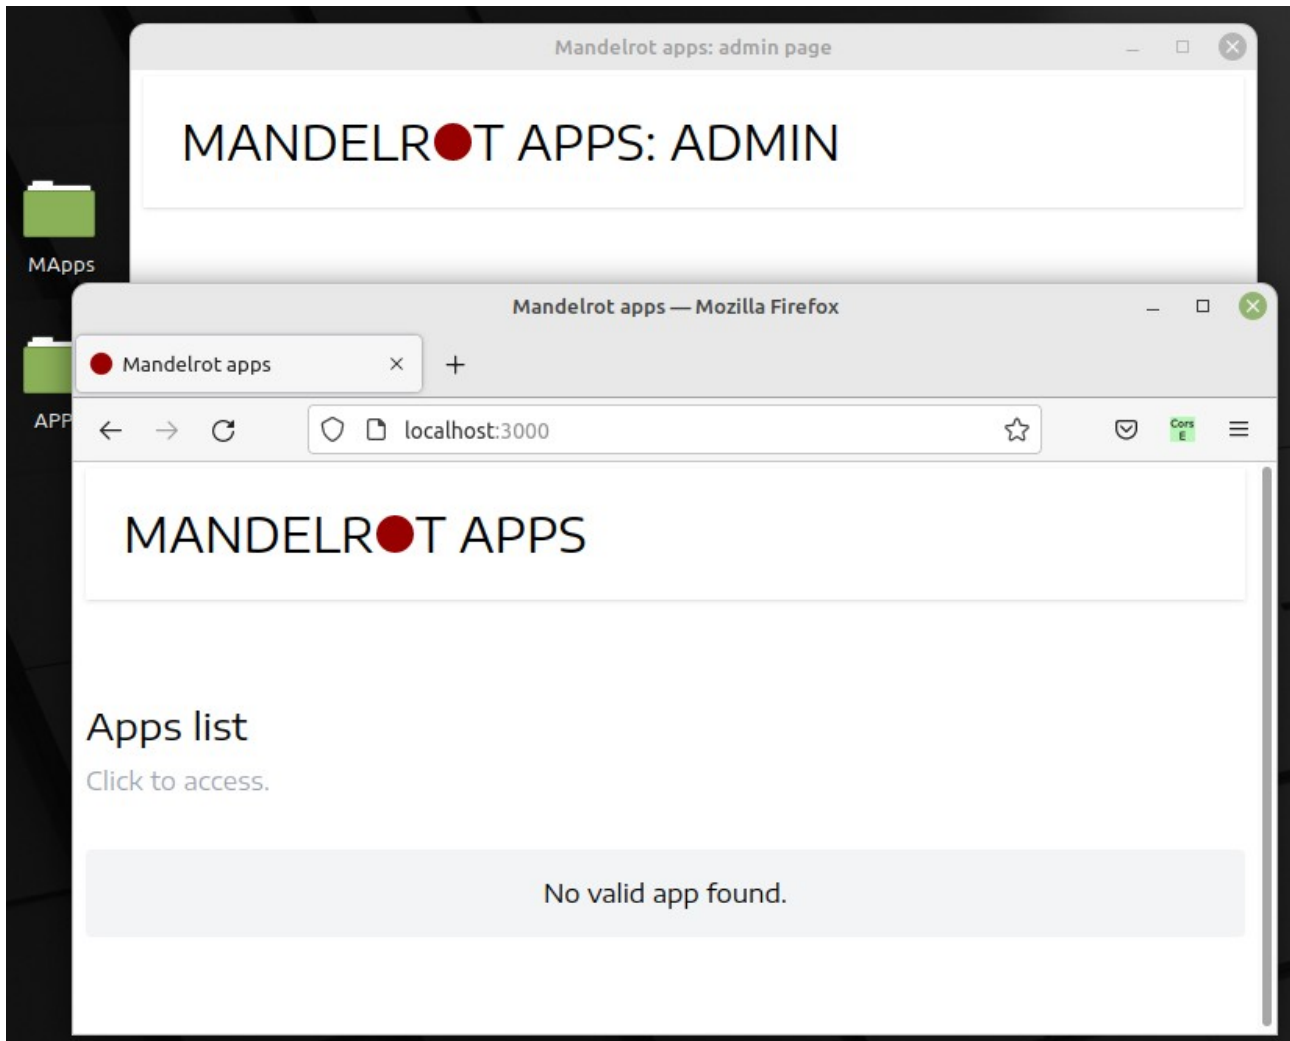 Mandelrot apps: admin page
MANDELR●T APPS: ADMIN
MApps
Mandelrot apps — Mozilla Firefox
Mandelrot apps
APP
localhost:3000
Cors
E
MANDELR●T APPS
Apps list
Click to access.
No valid app found.